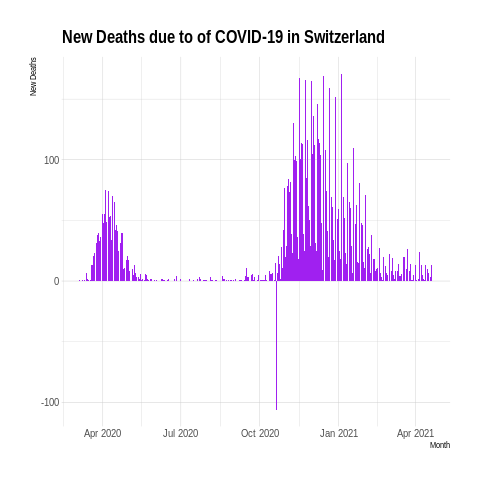 New Deaths due to of COVID-19 in Switzerland
New Deaths
100
0
-100
Apr 2020 Jul 2020 Oct 2020 Jan 2021 Apr 2021
Month